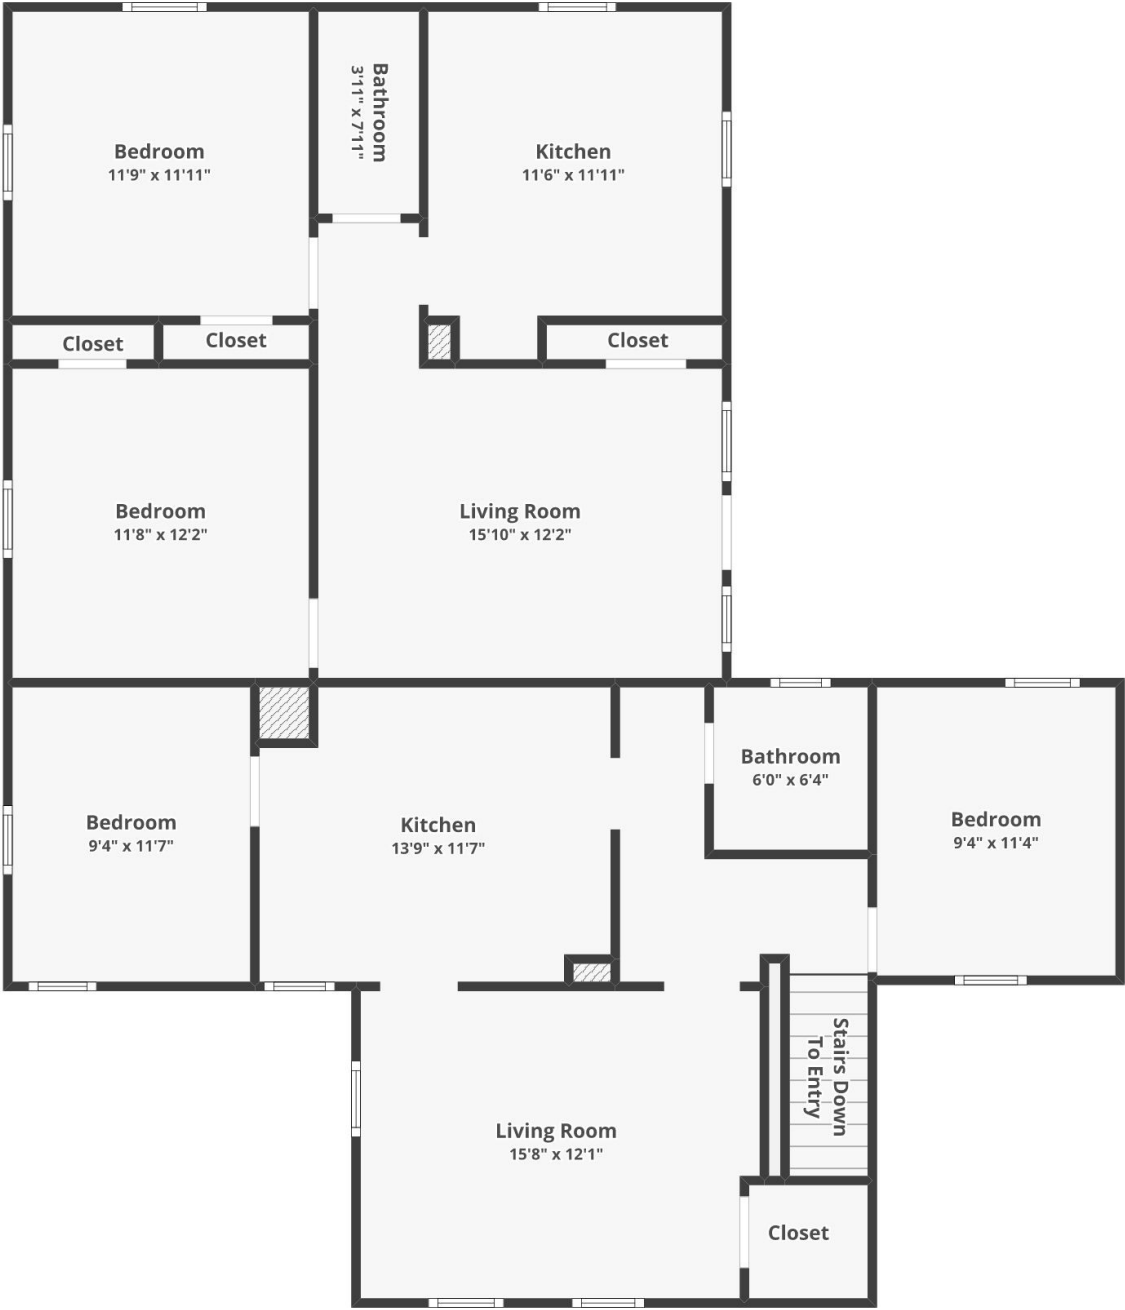 Bedroom
11'9" x 11'11"
Bathroom
3'11" x 7'11"
Kitchen
11'6" x 11'11"
Closet
Closet
Closet
Bedroom
11'8" x 12'2"
Living Room
15'10" x 12'2"
Bedroom
9'4" x 11'7"
Kitchen
13'9" x 11'7"
Bathroom
6'0" x 6'4"
Bedroom
9'4" x 11'4"
Stairs Down
To Entry
Living Room
15'8" x 12'1"
Closet